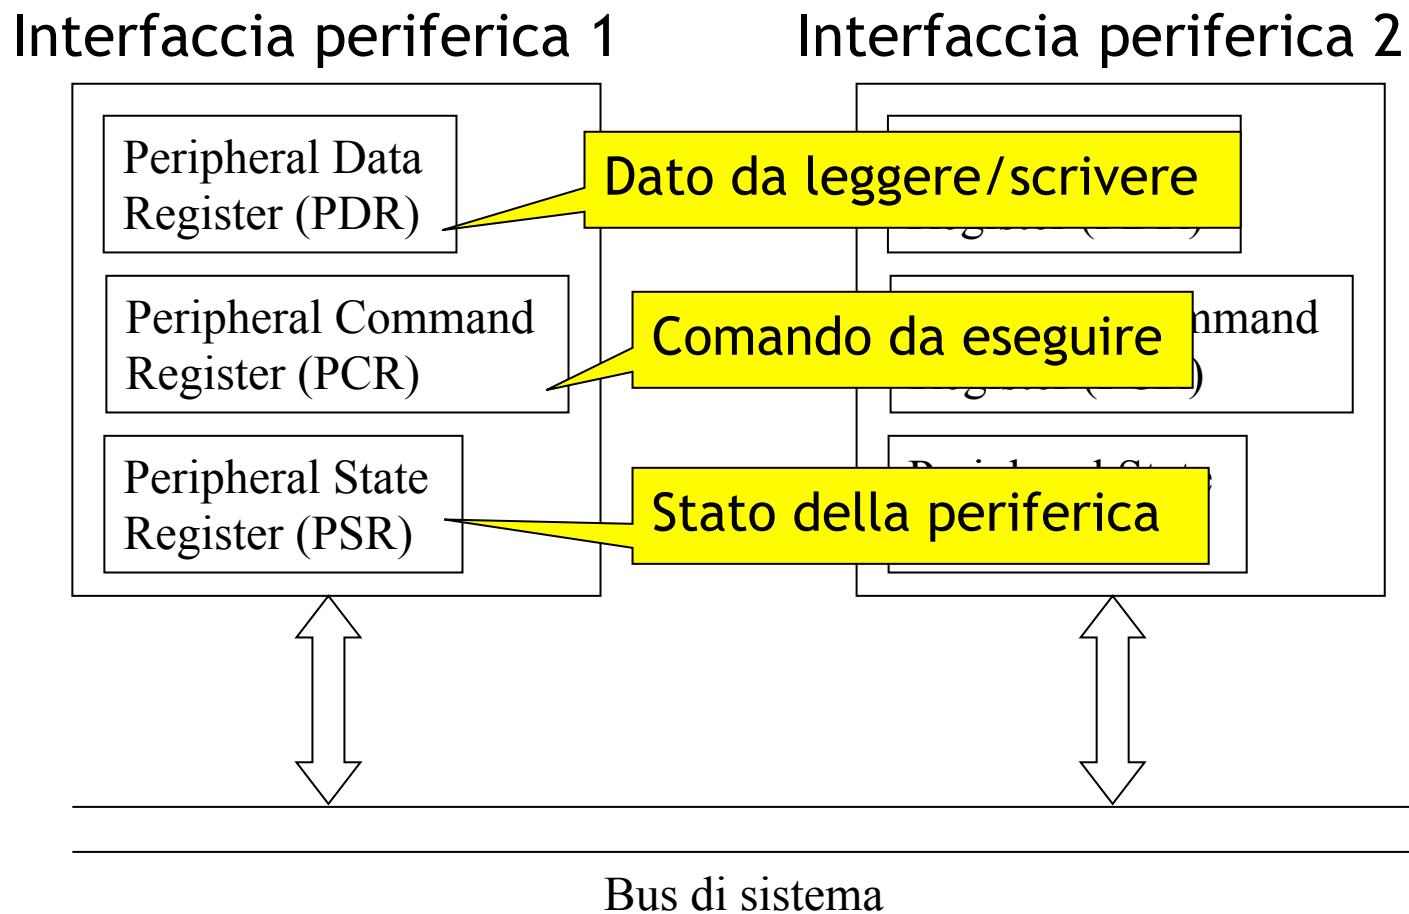 Interfaccia periferica 1
Interfaccia periferica 2
Peripheral Data
Register (PDR)
Dato da leggere/scrivere
Peripheral Command
Register (PCR)
Comando da eseguire
Peripheral State
Register (PSR)
Stato della periferica
Bus di sistema